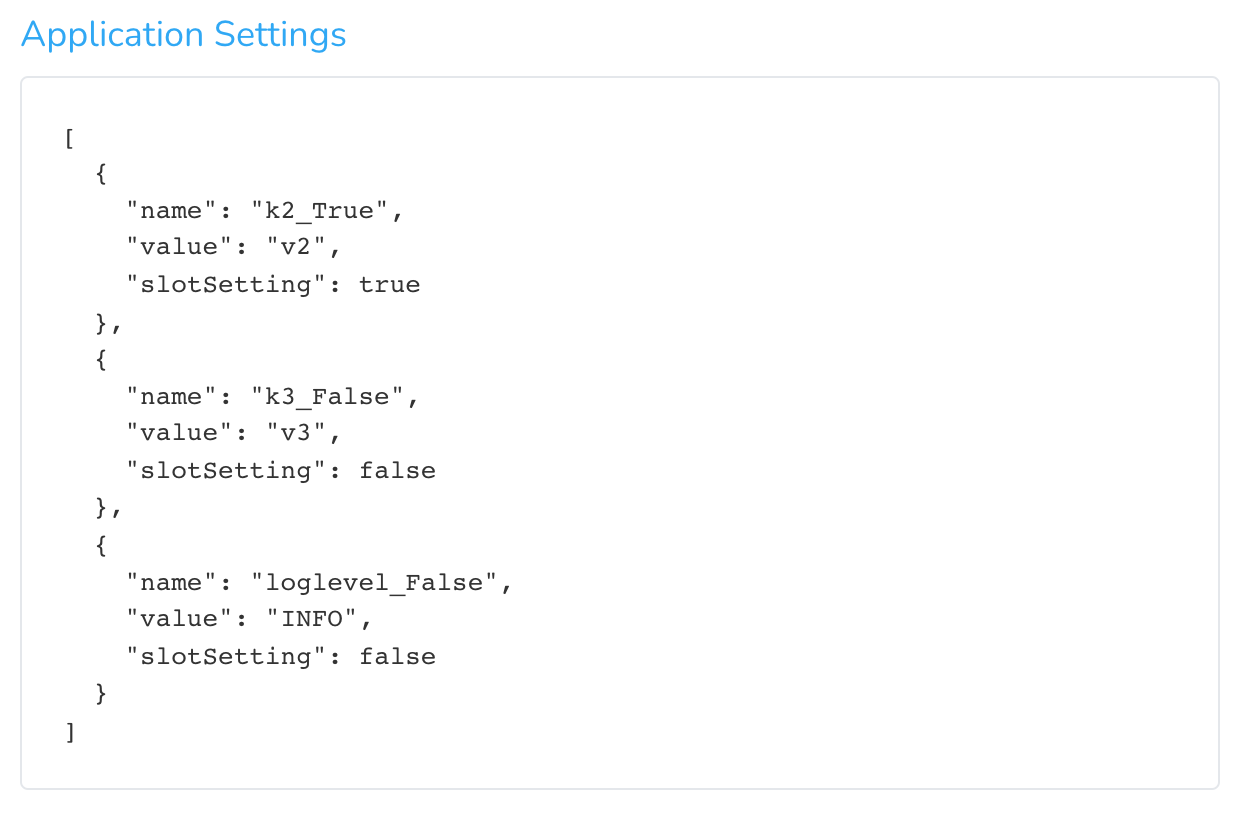 Application Settings
[
  {
    "name": "k2_True",
    "value": "v2",
    "slotSetting": true
  },
  {
    "name": "k3_False",
    "value": "v3",
    "slotSetting": false
  },
  {
    "name": "loglevel_False",
    "value": "INFO",
    "slotSetting": false
  }
]